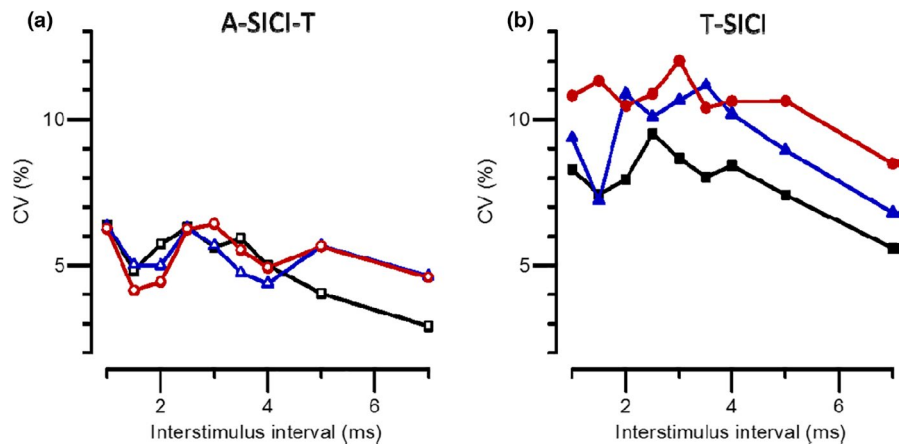 (a) A-SICI-T
CV (%)
10
5
2 4 6
Interstimulus interval (ms)
(b) T-SICI
CV (%)
10
5
2 4 6
Interstimulus interval (ms)